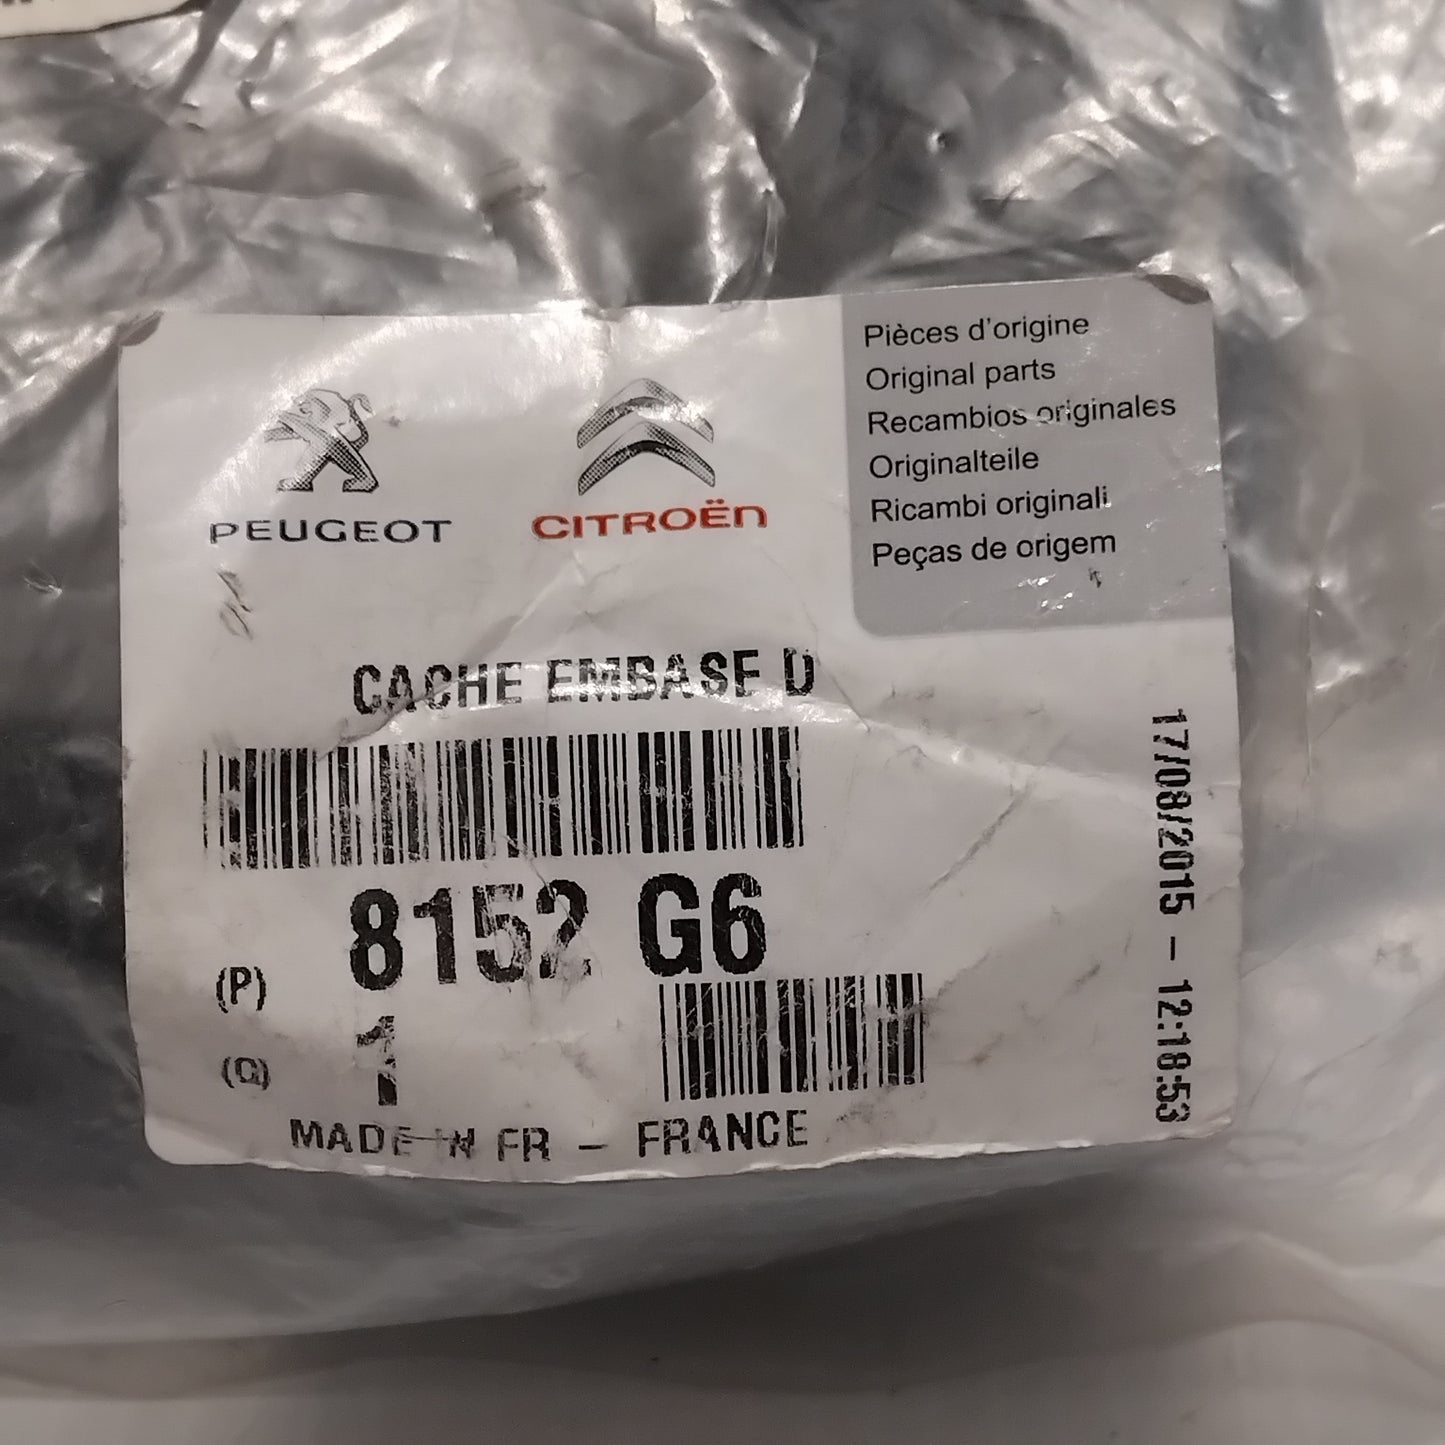 PEUGEOT
CITROËN
Pièces d'origine
Original parts
Recambios originales
Originalteile
Ricambi originali
Peças de origem
CACHE EMBASE D
8152 G6
(P)
(Q) 1
MADE IN FR - FRANCE
17/08/2015 - 12:18:53